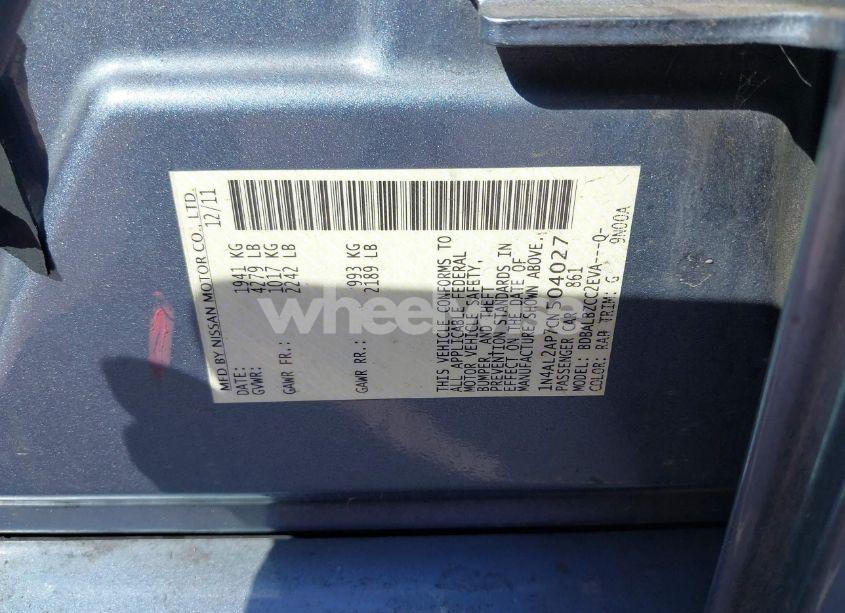 MFD BY NISSAN MOTOR CO., LTD.
DATE: 12/11
GVWR: 1941 KG
4279 LB
GAWR FR: 1017 KG
2242 LB
GAWR RR: 993 KG
2189 LB
THIS VEHICLE CONFORMS TO
ALL APPLICABLE FEDERAL
MOTOR VEHICLE SAFETY,
BUMPER, AND THEFT
PREVENTION STANDARDS IN
EFFECT ON THE DATE OF
MANUFACTURE SHOWN ABOVE.
1N4AL2AP7CN504027
PASSENGER CAR 861
MODEL: BDBALBZCC2EVA---Q-
COLOR: RAB TRIM: G 9N00A